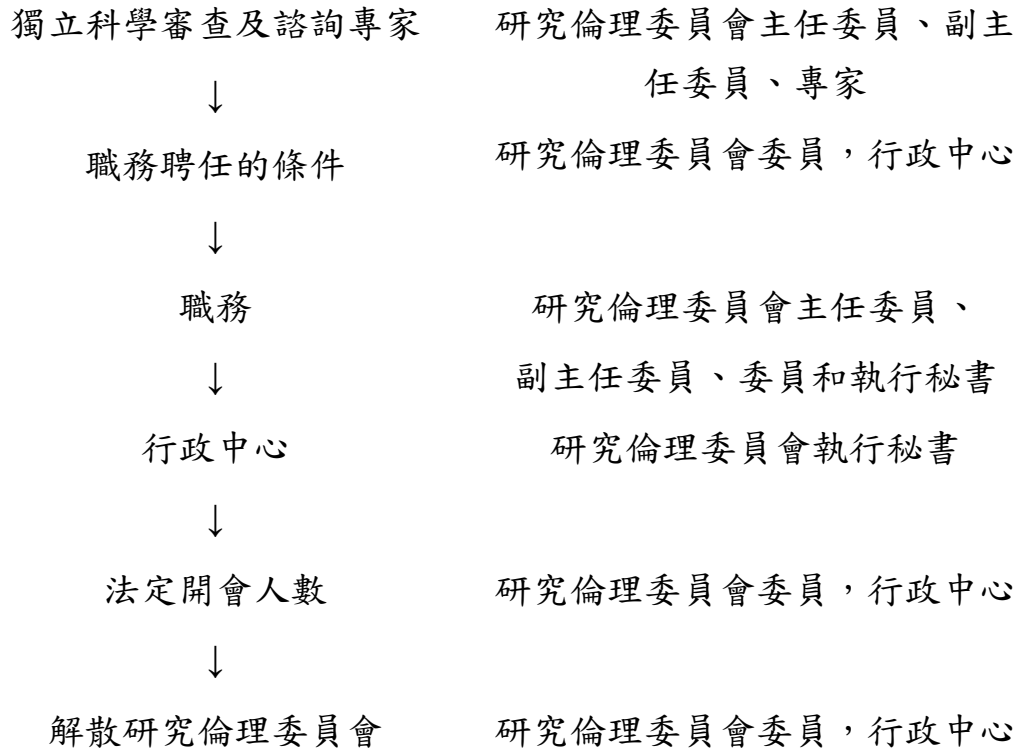 獨立科學審查及諮詢專家 研究倫理委員會主任委員、副主
任委員、專家
↓
職務聘任的條件 研究倫理委員會委員，行政中心
↓
職務 研究倫理委員會主任委員、
↓ 副主任委員、委員和執行秘書
行政中心 研究倫理委員會執行秘書
↓
法定開會人數 研究倫理委員會委員，行政中心
↓
解散研究倫理委員會 研究倫理委員會委員，行政中心